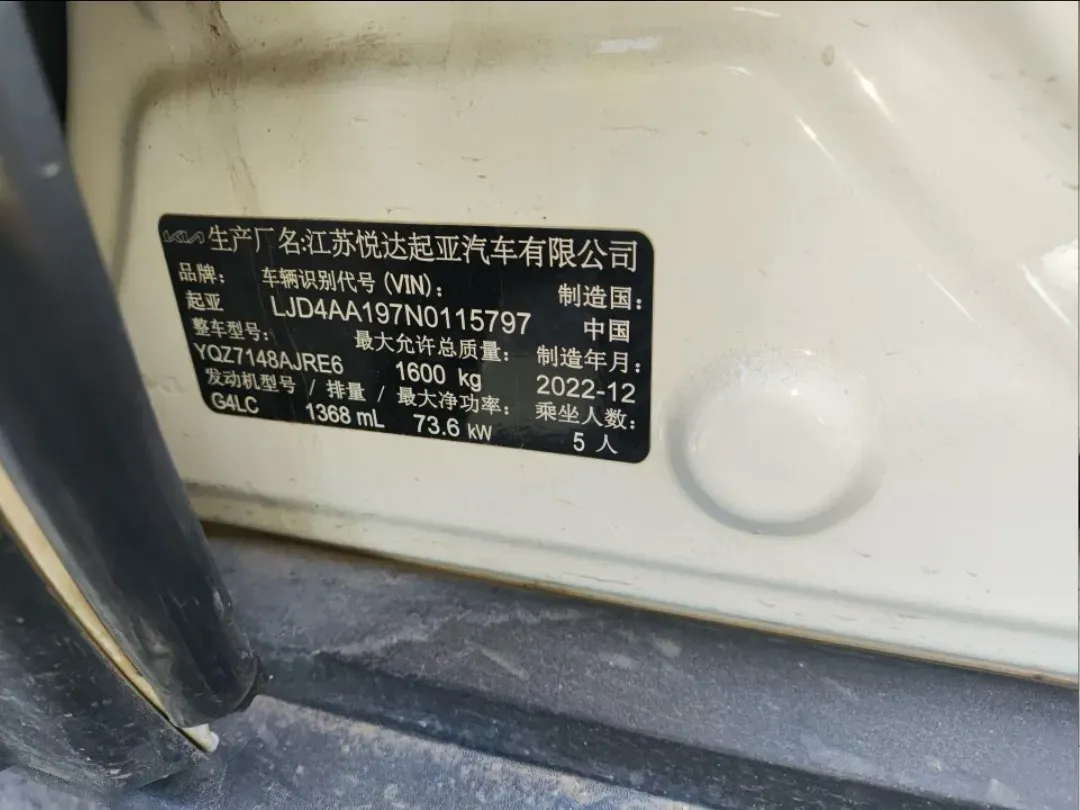 KIA 生产厂名:江苏悦达起亚汽车有限公司
品牌: 车辆识别代号(VIN): 制造国:
起亚 LJD4AA197N0115797 中国
整车型号: 最大允许总质量: 制造年月:
YQZ7148AJRE6 1600 kg 2022-12
发动机型号 / 排量 / 最大净功率: 乘坐人数:
G4LC 1368 mL 73.6 kW 5 人